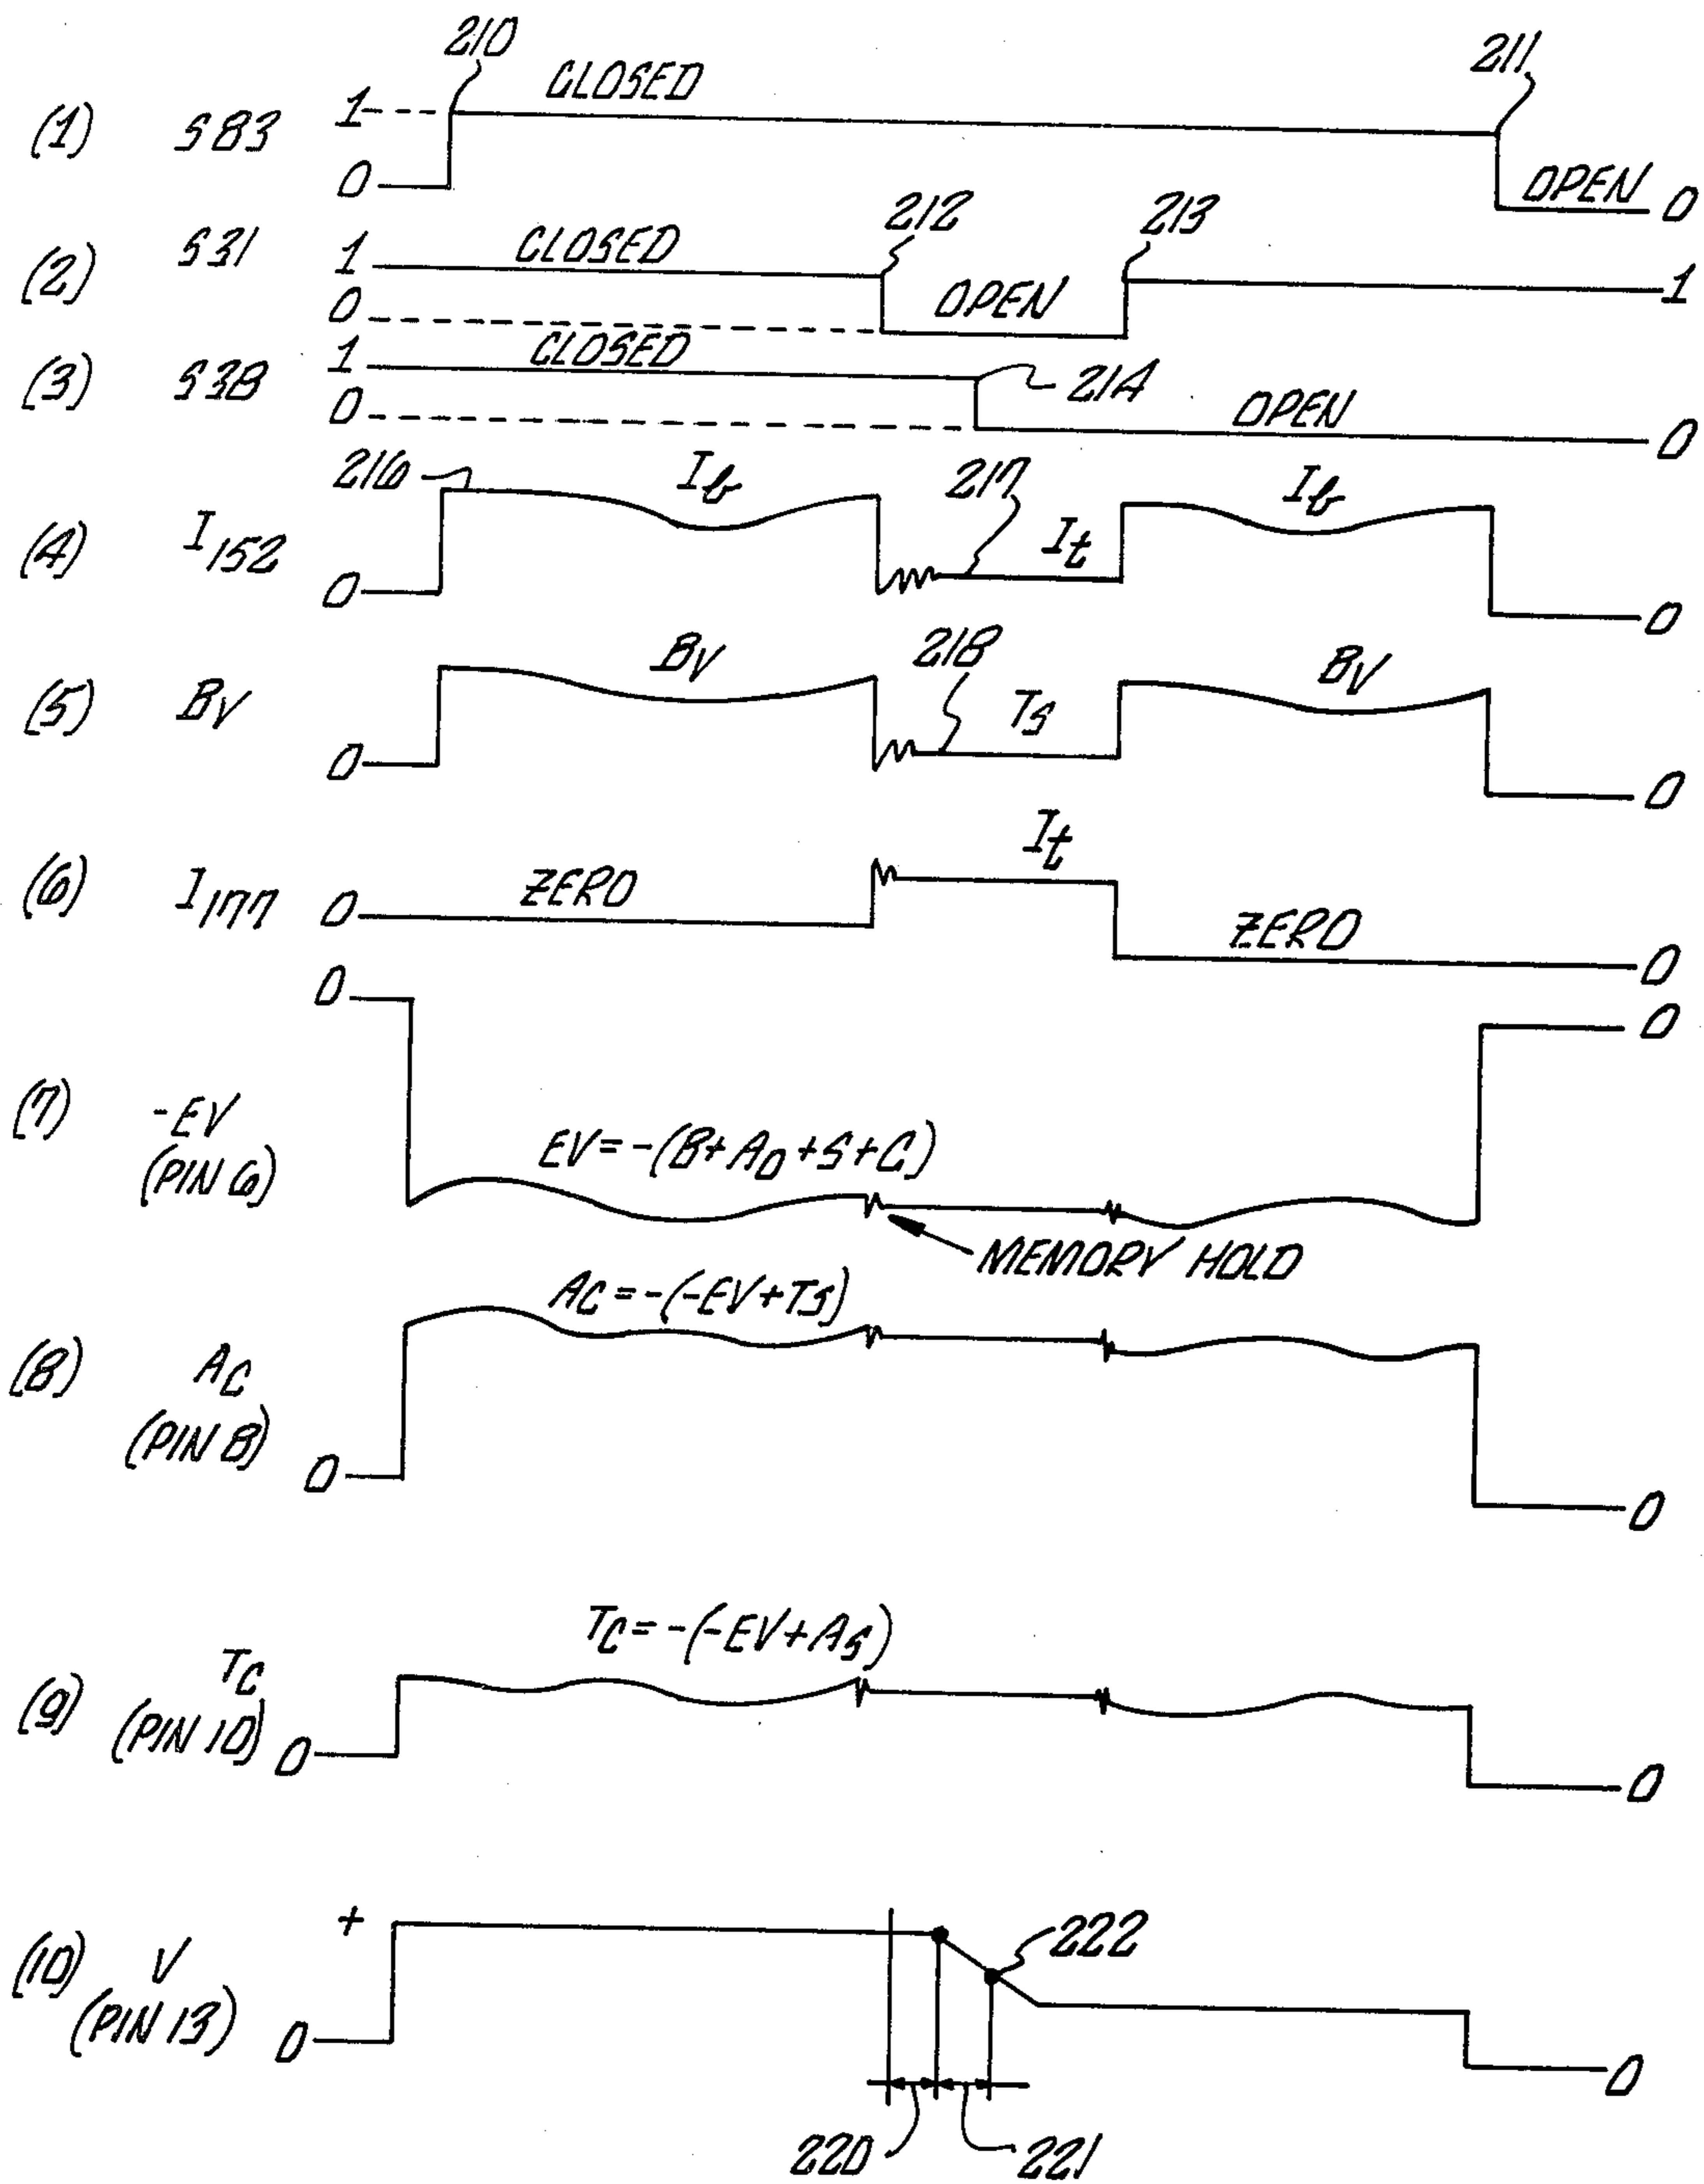 210
211
(1) S83 1 CLOSED
0 OPEN 0
212 213
(2) S31 1 CLOSED 1
0 OPEN
(3) S38 1 CLOSED 214
0 OPEN 0
216 Ib 217 Ib
(4) I152 It
0 0
BV 218 BV
(5) BV TS
0 0
It
(6) I177 0 ZERO ZERO 0
0 0
(7) -EV
(PIN 6) EV=-(B+AO+S+C)
MEMORY HOLD
AC=-(-EV+TS)
(8) AC
(PIN 8)
0 0
TC=-(-EV+AS)
(9) TC
(PIN 10) 0 0
(10) V + 222
(PIN 13) 0 0
220 221